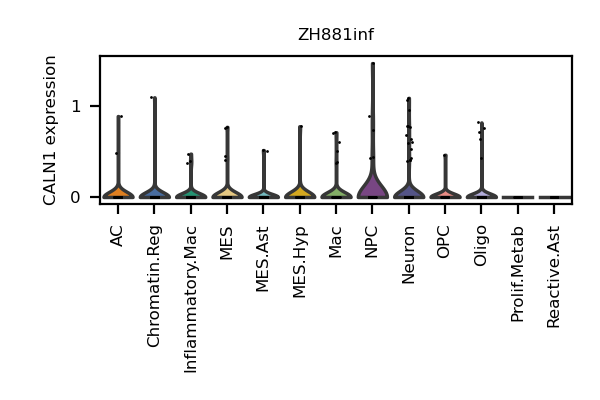 ZH881inf
CALN1 expression
1
0
AC
Chromatin.Reg
Inflammatory.Mac
MES
MES.Ast
MES.Hyp
Mac
NPC
Neuron
OPC
Oligo
Prolif.Metab
Reactive.Ast